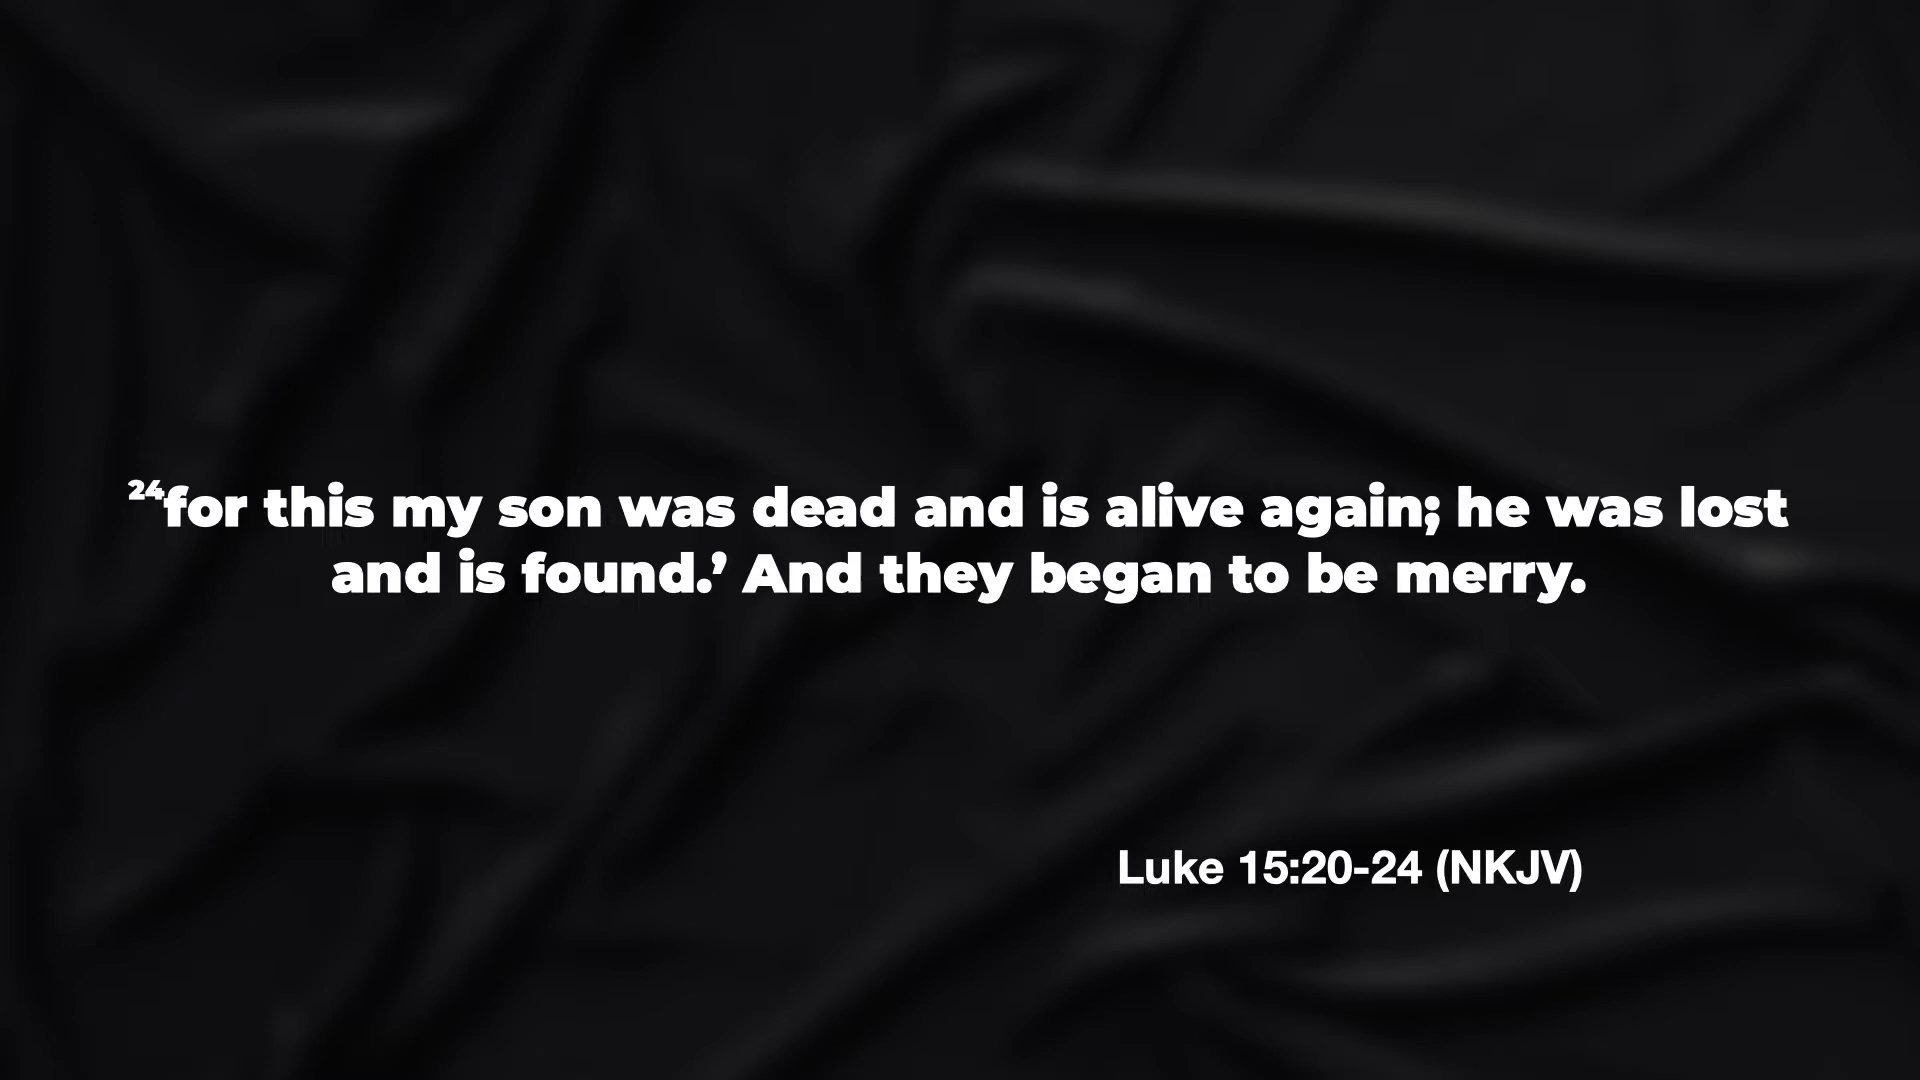 ²⁴for this my son was dead and is alive again; he was lost
and is found.’ And they began to be merry.
Luke 15:20-24 (NKJV)